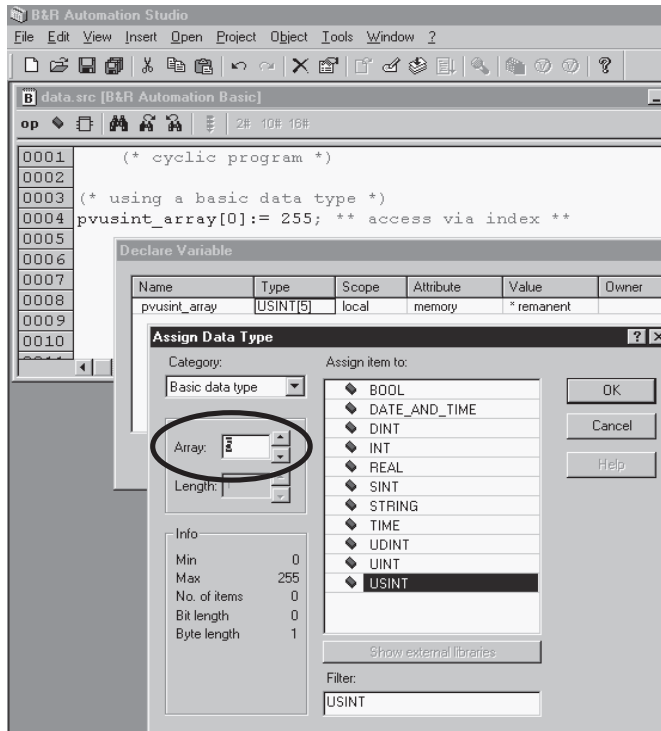 B&R Automation Studio
File Edit View Insert Open Project Object Tools Window ?
data.src [B&R Automation Basic]
op 2# 10# 16#
0001 (* cyclic program *)
0002
0003 (* using a basic data type *)
0004 pvusint_array[0]:= 255; ** access via index **
0005
0006
0007
0008
0009
0010
Declare Variable
Name Type Scope Attribute Value Owner
pvusint_array USINT[5] local memory * remanent
Assign Data Type
Category:
Basic data type
Array:
Length: 1
Info
Min 0
Max 255
No. of items 0
Bit length 0
Byte length 1
Assign item to:
BOOL
DATE_AND_TIME
DINT
INT
REAL
SINT
STRING
TIME
UDINT
UINT
USINT
Show external libraries
Filter:
USINT
OK
Cancel
Help